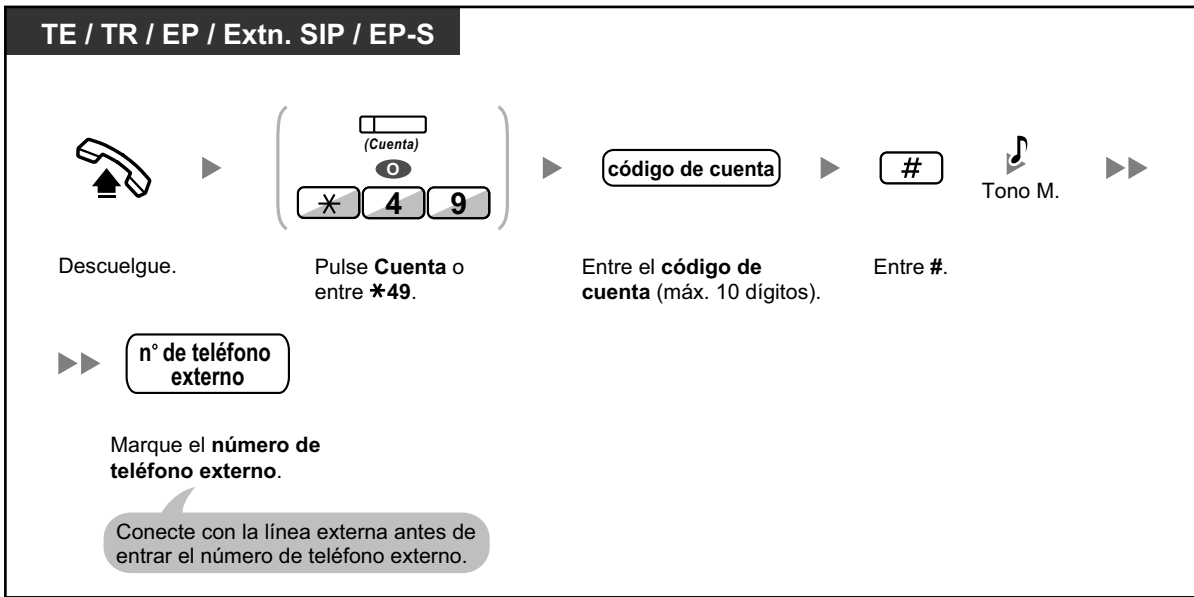 TE / TR / EP / Extn. SIP / EP-S
(Cuenta)
O
* 4 9
código de cuenta
#
Tono M.
Descuelgue.
Pulse Cuenta o
entre *49.
Entre el código de
cuenta (máx. 10 dígitos).
Entre #.
n° de teléfono
externo
Marque el número de
teléfono externo.
Conecte con la línea externa antes de
entrar el número de teléfono externo.